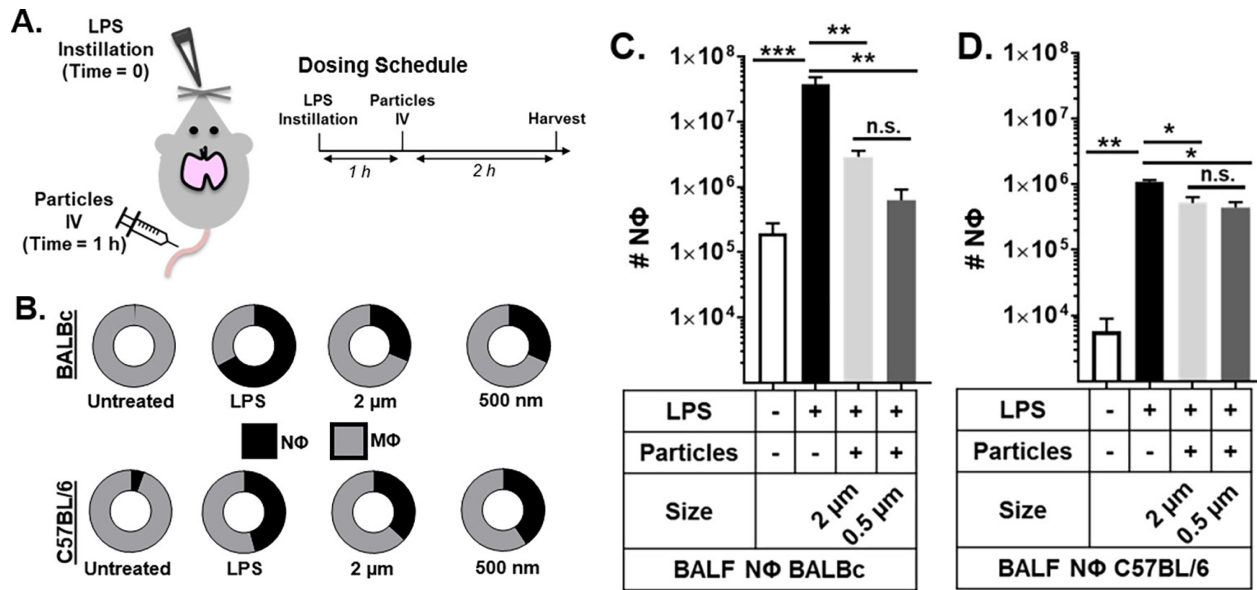 A.
LPS
Instillation
(Time = 0)
Particles
IV
(Time = 1 h)
Dosing Schedule
LPS
Instillation
Particles
IV
Harvest
1 h
2 h
B.
BALBc
Untreated
LPS
2 µm
500 nm
NΦ
MΦ
C57BL/6
Untreated
LPS
2 µm
500 nm
C.
# NΦ
1×10⁸
1×10⁷
1×10⁶
1×10⁵
1×10⁴
***
**
**
n.s.
LPS - + + +
Particles - - + +
Size 2 µm 0.5 µm
BALF NΦ BALBc
D.
# NΦ
1×10⁸
1×10⁷
1×10⁶
1×10⁵
1×10⁴
**
*
*
n.s.
LPS - + + +
Particles - - + +
Size 2 µm 0.5 µm
BALF NΦ C57BL/6